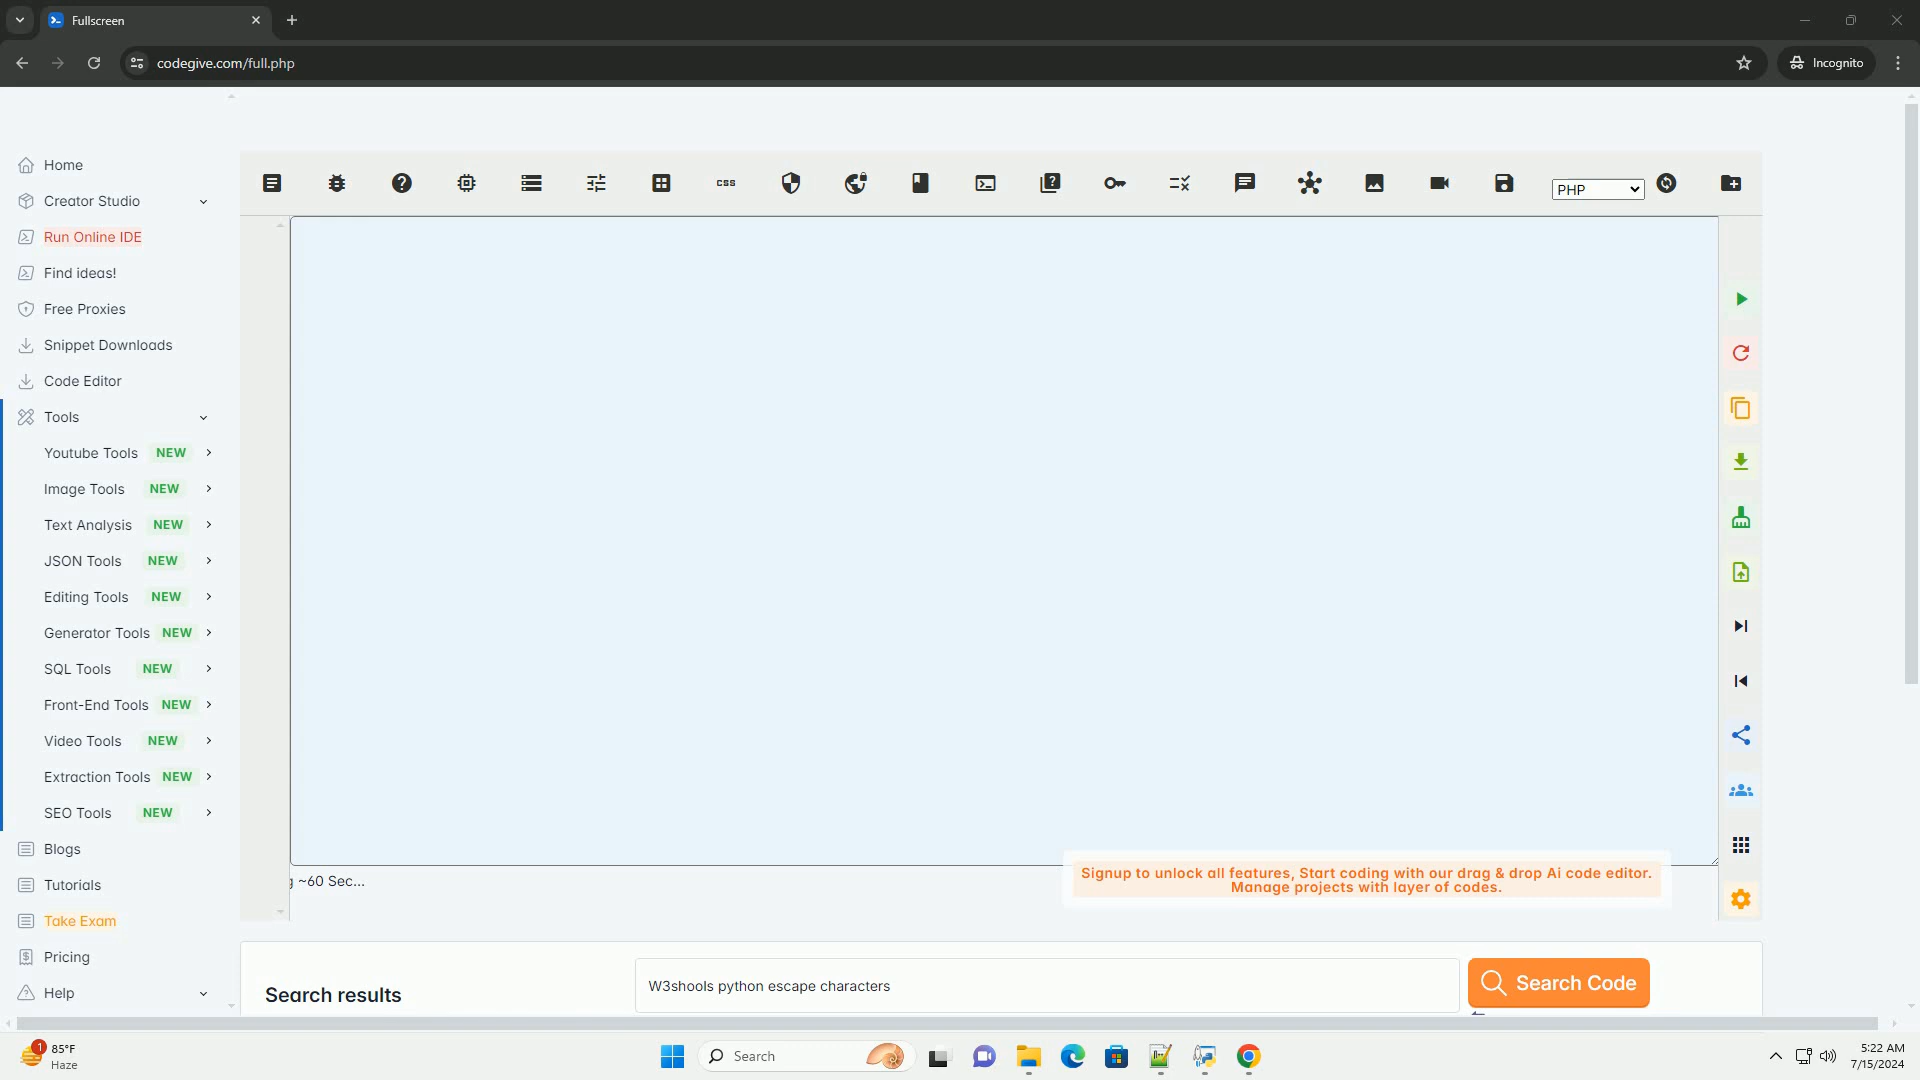 Fullscreen
codegive.com/full.php
Incognito
Home
Creator Studio
Run Online IDE
Find ideas!
Free Proxies
Snippet Downloads
Code Editor
Tools
Youtube Tools NEW
Image Tools NEW
Text Analysis NEW
JSON Tools NEW
Editing Tools NEW
Generator Tools NEW
SQL Tools NEW
Front-End Tools NEW
Video Tools NEW
Extraction Tools NEW
SEO Tools NEW
Blogs
Tutorials
Take Exam
Pricing
Help
CSS
PHP
~60 Sec...
Signup to unlock all features, Start coding with our drag & drop Ai code editor.
Manage projects with layer of codes.
Search results
W3shools python escape characters
Search Code
1
85°F
Haze
Search
5:22 AM
7/15/2024